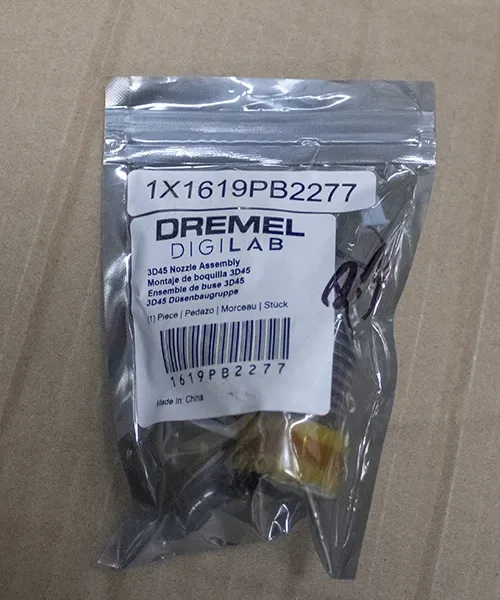 1X1619PB2277
DREMEL
DIGILAB
3D45 Nozzle Assembly
Montaje de boquilla 3D45
Ensemble de buse 3D45
3D45 Düsenbaugruppe
(1) Piece | Pedazo | Morceau | Stück
1619PB2277
Made In: China